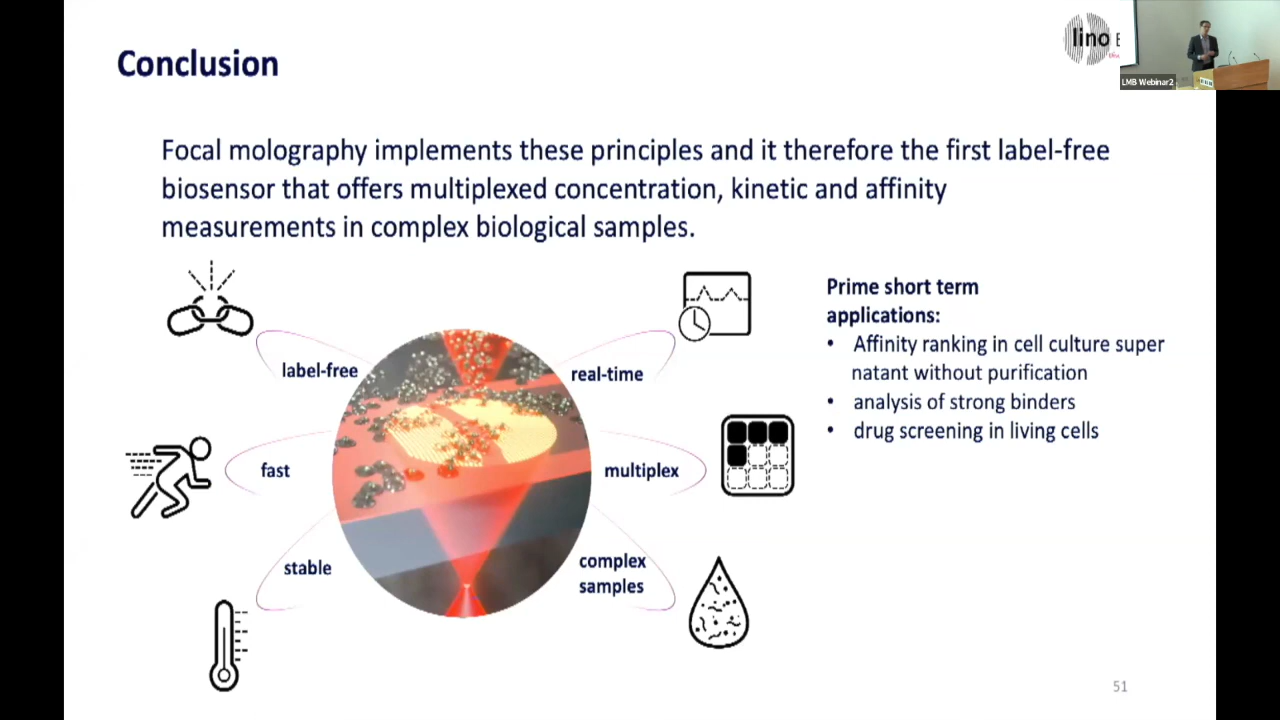 lino
E
LMB Webinar2
Conclusion
Focal molography implements these principles and it therefore the first label-free
biosensor that offers multiplexed concentration, kinetic and affinity
measurements in complex biological samples.
label-free
fast
stable
real-time
multiplex
complex
samples
Prime short term
applications:
• Affinity ranking in cell culture super
natant without purification
• analysis of strong binders
• drug screening in living cells
51